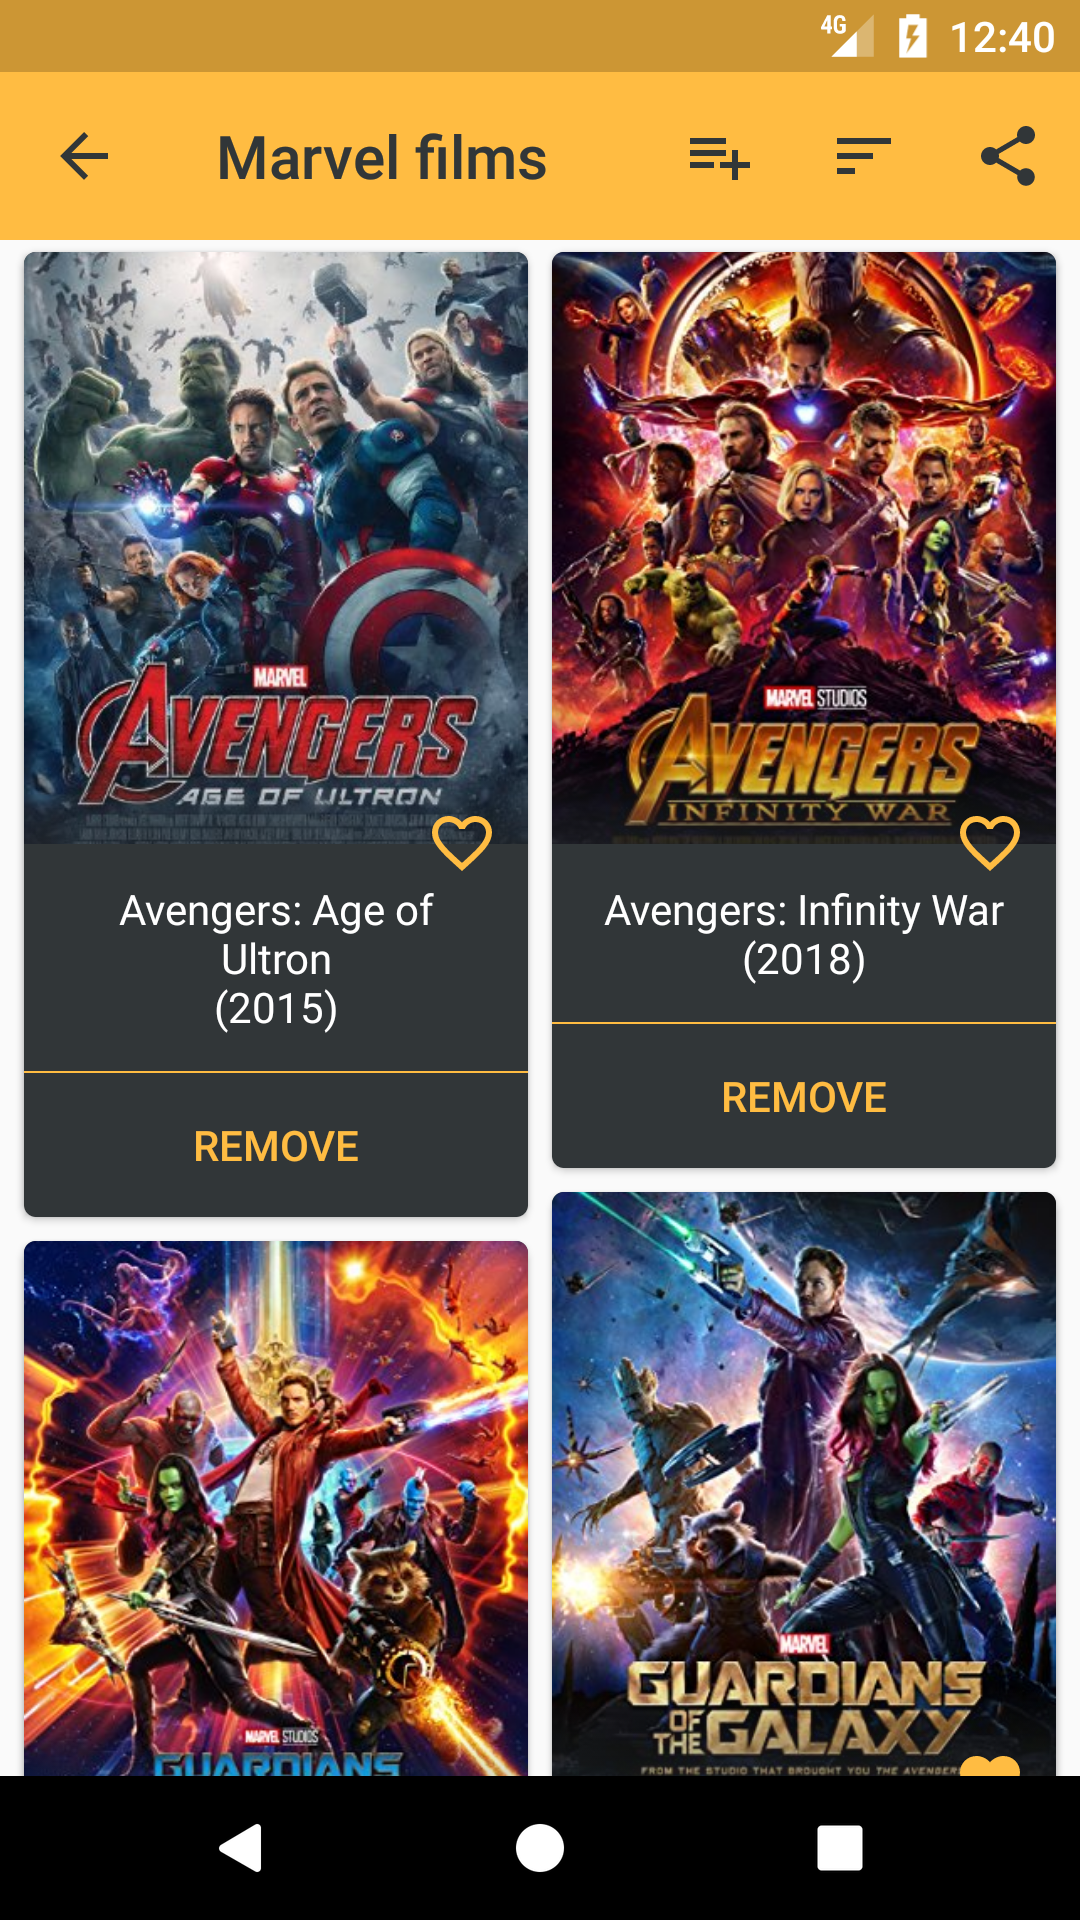 4G 12:40
Marvel films
MARVEL
AVENGERS
AGE OF ULTRON
Avengers: Age of
Ultron
(2015)
REMOVE
MARVEL STUDIOS
AVENGERS
INFINITY WAR
Avengers: Infinity War
(2018)
REMOVE
MARVEL STUDIOS
GUARDIANS
MARVEL
GUARDIANS
OF THE GALAXY
FROM THE STUDIO THAT BROUGHT YOU THE AVENGERS